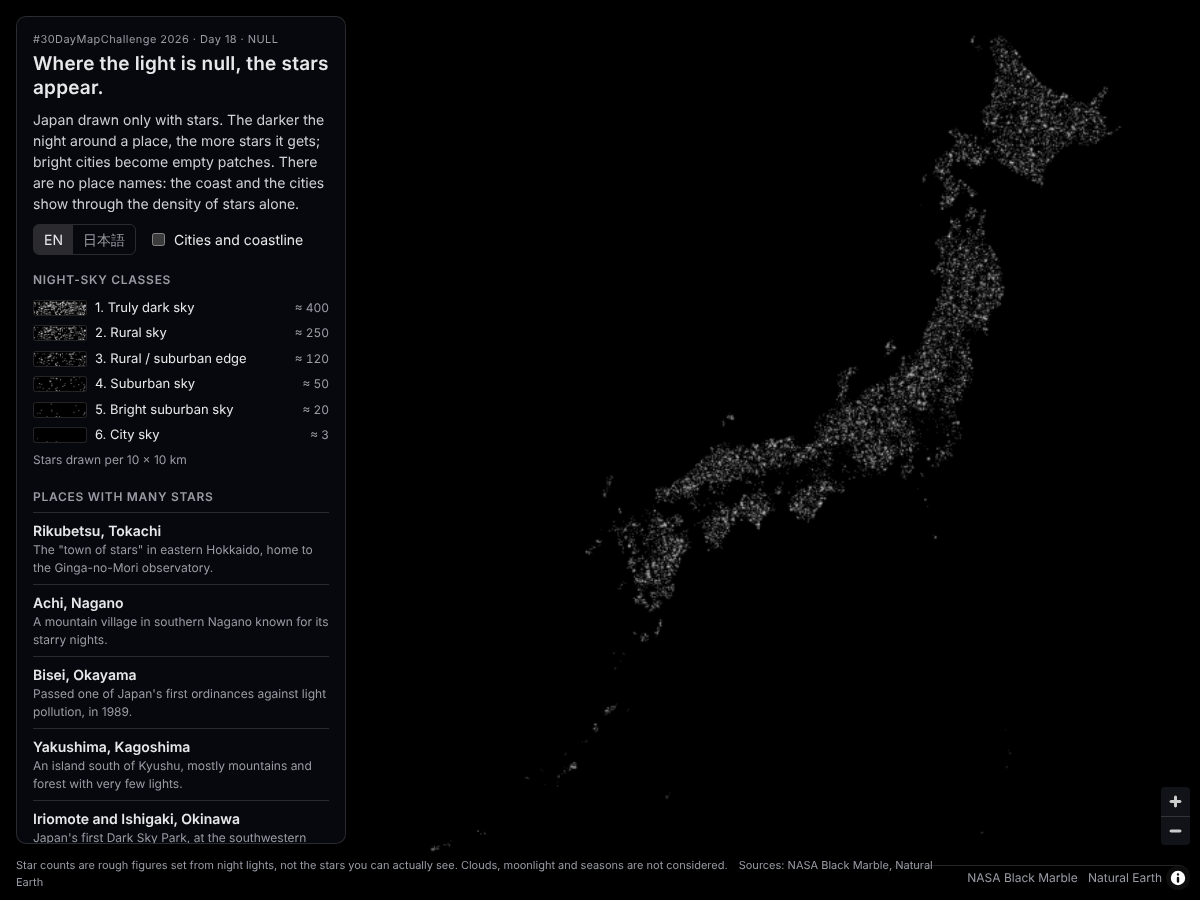 #30DayMapChallenge 2026 · Day 18 · NULL
Where the light is null, the stars
appear.
Japan drawn only with stars. The darker the
night around a place, the more stars it gets;
bright cities become empty patches. There
are no place names: the coast and the cities
show through the density of stars alone.
EN 日本語 Cities and coastline
NIGHT-SKY CLASSES
1. Truly dark sky ≈ 400
2. Rural sky ≈ 250
3. Rural / suburban edge ≈ 120
4. Suburban sky ≈ 50
5. Bright suburban sky ≈ 20
6. City sky ≈ 3
Stars drawn per 10 × 10 km
PLACES WITH MANY STARS
Rikubetsu, Tokachi
The "town of stars" in eastern Hokkaido, home to
the Ginga-no-Mori observatory.
Achi, Nagano
A mountain village in southern Nagano known for its
starry nights.
Bisei, Okayama
Passed one of Japan's first ordinances against light
pollution, in 1989.
Yakushima, Kagoshima
An island south of Kyushu, mostly mountains and
forest with very few lights.
Iriomote and Ishigaki, Okinawa
Japan's first Dark Sky Park, at the southwestern
Star counts are rough figures set from night lights, not the stars you can actually see. Clouds, moonlight and seasons are not considered. Sources: NASA Black Marble, Natural
Earth
NASA Black Marble Natural Earth